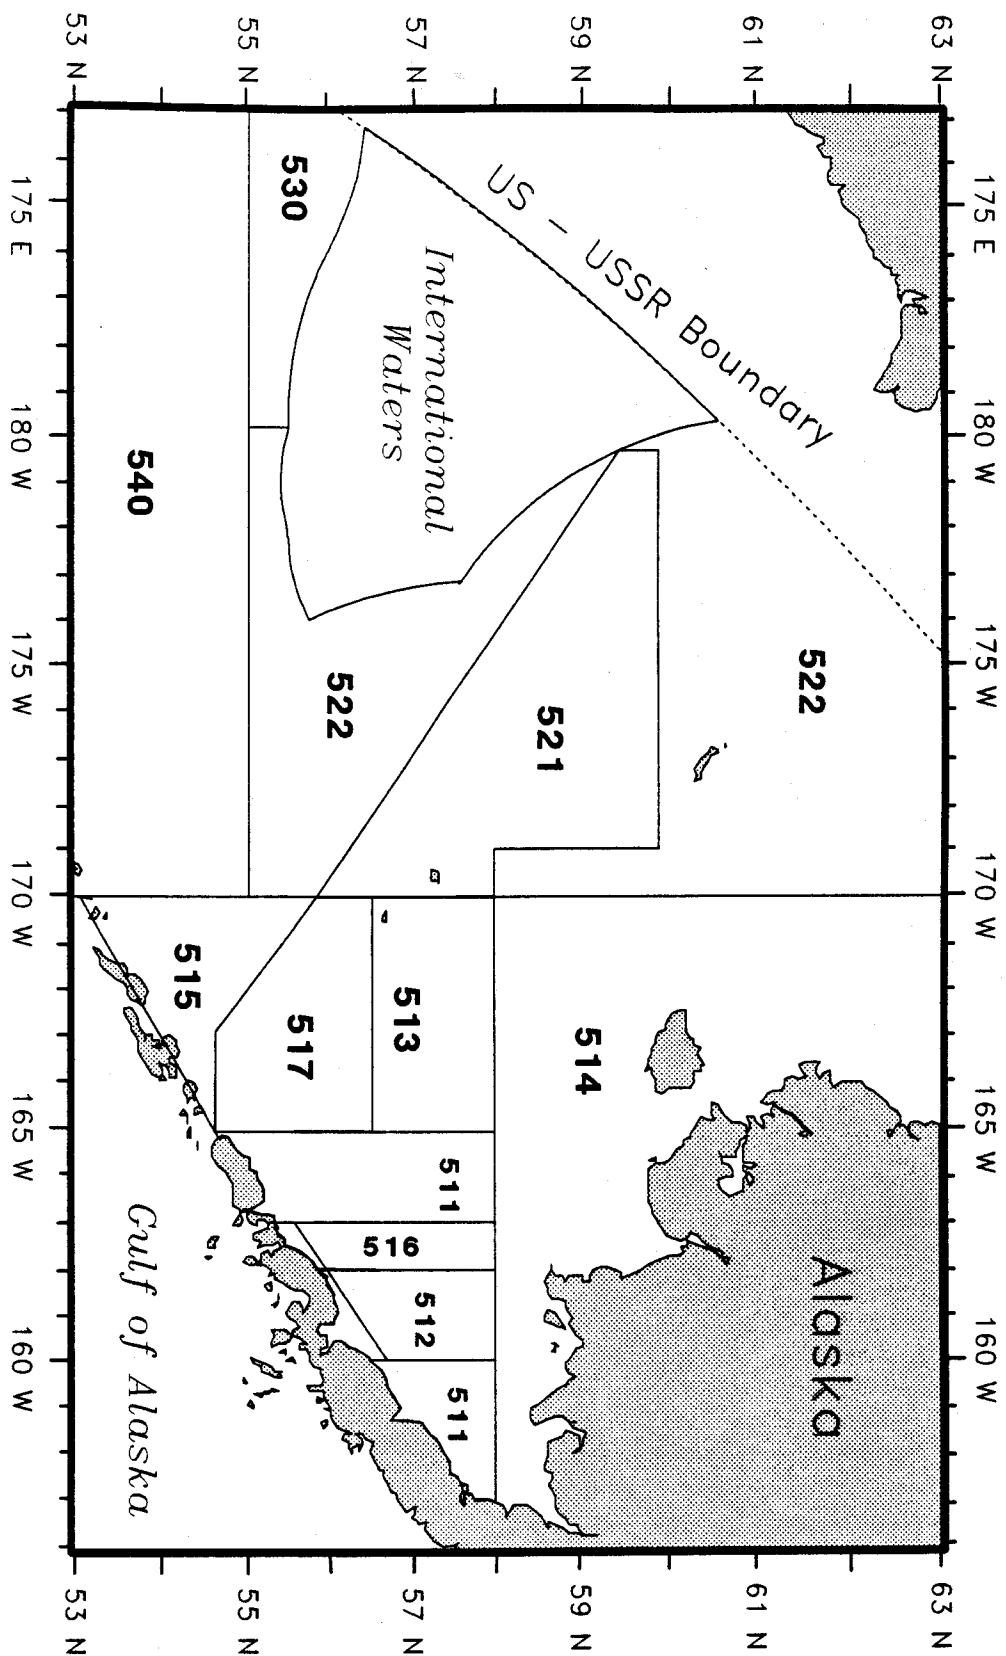 175 E
180 W
175 W
170 W
165 W
160 W
63 N
63 N
61 N
61 N
59 N
59 N
57 N
57 N
55 N
55 N
53 N
53 N
US - USSR Boundary
International
Waters
Alaska
522
521
514
530
522
513
511
516
512
511
517
540
515
Gulf of Alaska
175 E
180 W
175 W
170 W
165 W
160 W